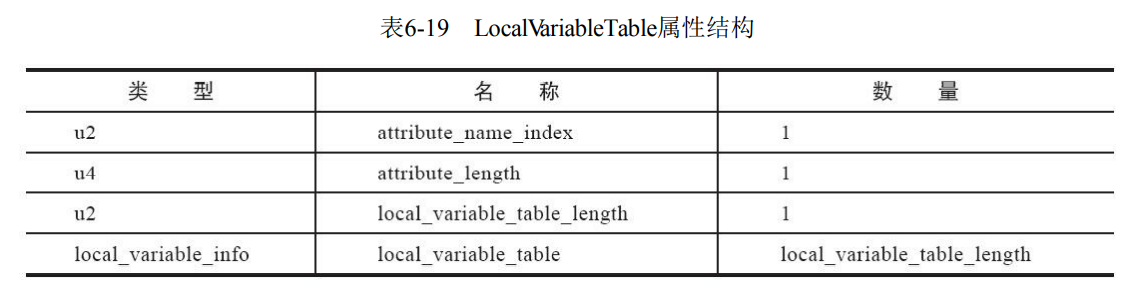 表6-19 LocalVariableTable属性结构
类 型 名 称 数 量
u2 attribute_name_index 1
u4 attribute_length 1
u2 local_variable_table_length 1
local_variable_info local_variable_table local_variable_table_length